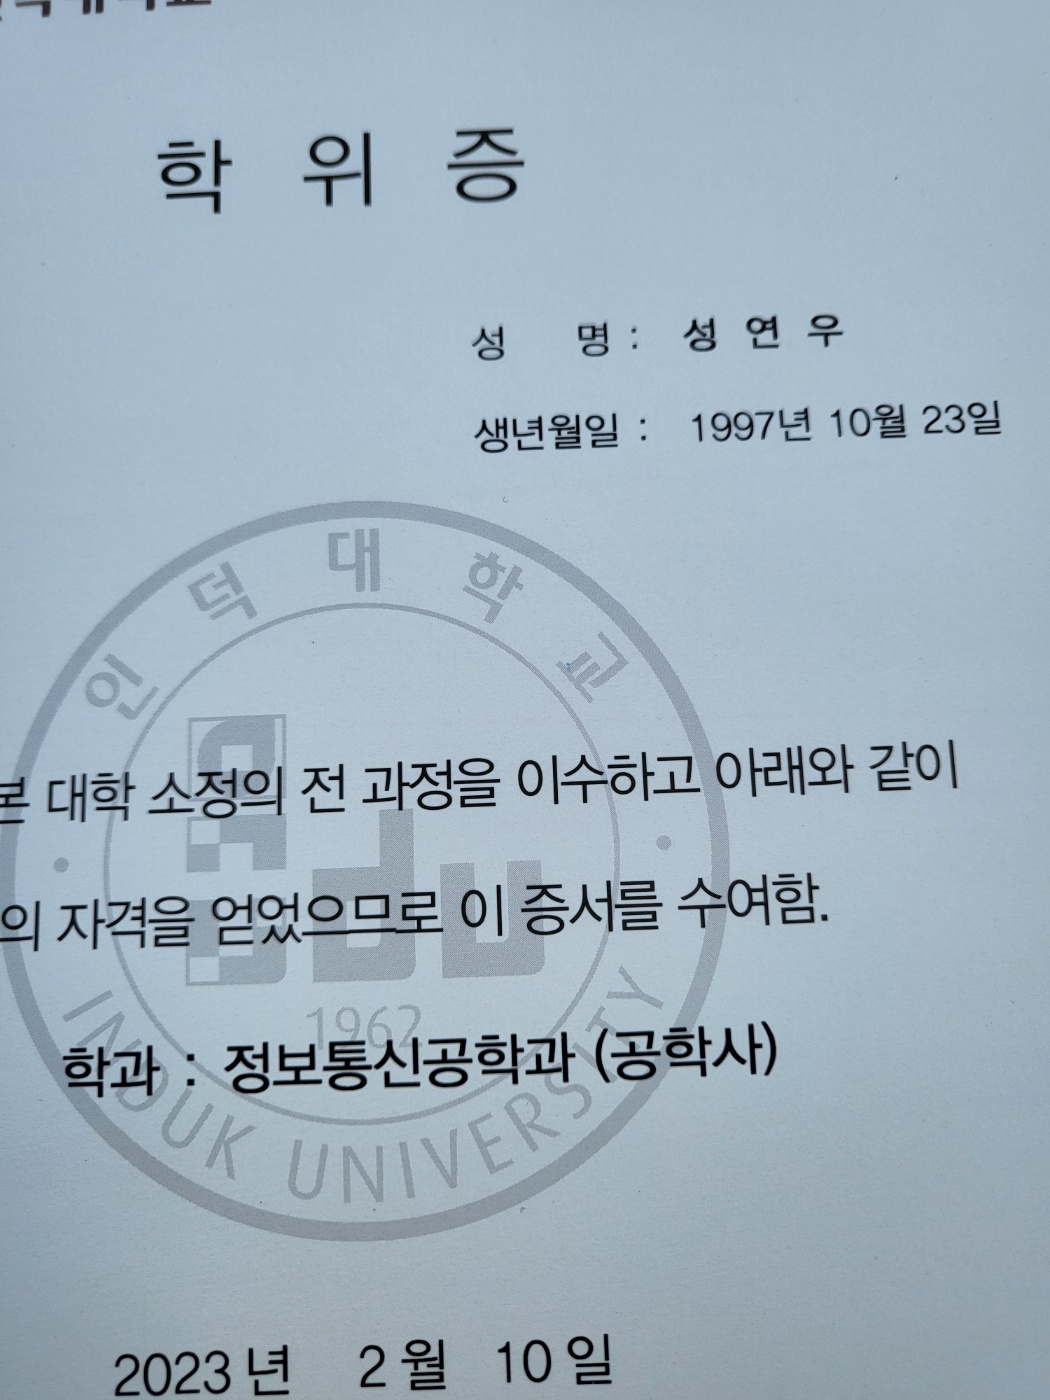 학 위 증
성 명 : 성 연 우
생년월일 : 1997년 10월 23일
인덕대학교
본 대학 소정의 전 과정을 이수하고 아래와 같이
의 자격을 얻었으므로 이 증서를 수여함.
edu
1962
학과 : 정보통신공학과 (공학사)
INDUK UNIVERSITY
2023 년 2 월 10 일